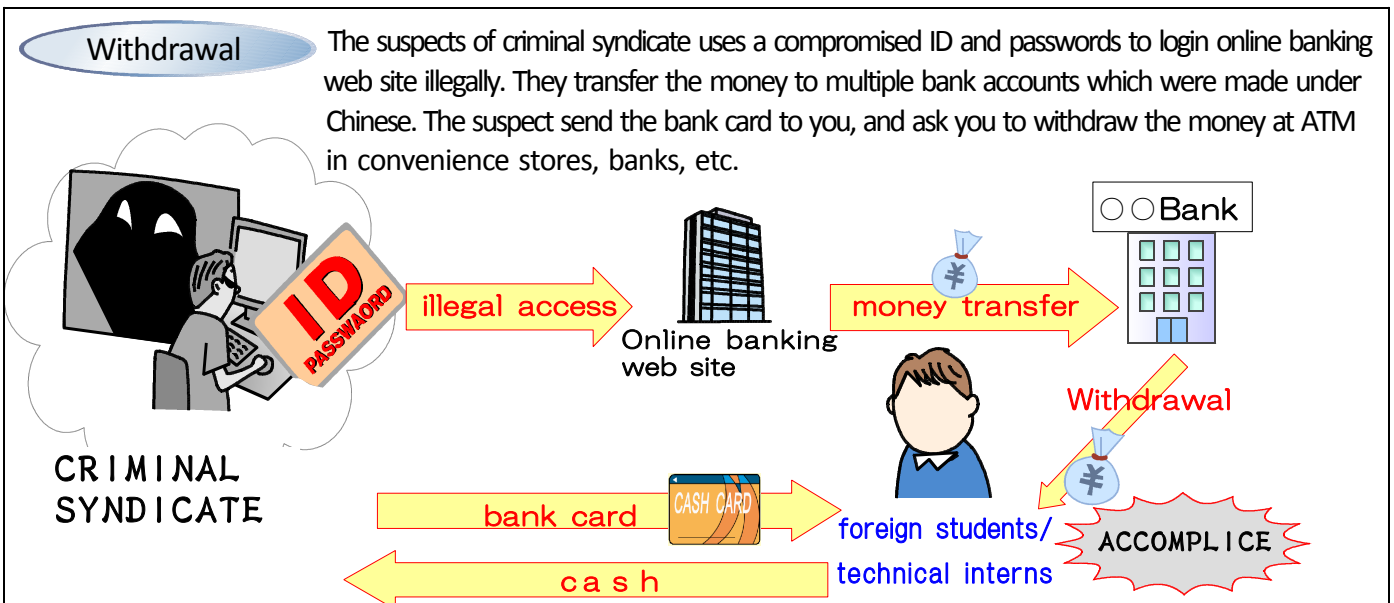 Withdrawal
The suspects of criminal syndicate uses a compromised ID and passwords to login online banking
web site illegally. They transfer the money to multiple bank accounts which were made under
Chinese. The suspect send the bank card to you, and ask you to withdraw the money at ATM
in convenience stores, banks, etc.
○○Bank
ID
PASSWAORD
illegal access
money transfer
¥
Online banking
web site
Withdrawal
¥
CRIMINAL
SYNDICATE
bank card
CASH CARD
foreign students/
technical interns
ACCOMPLICE
cash